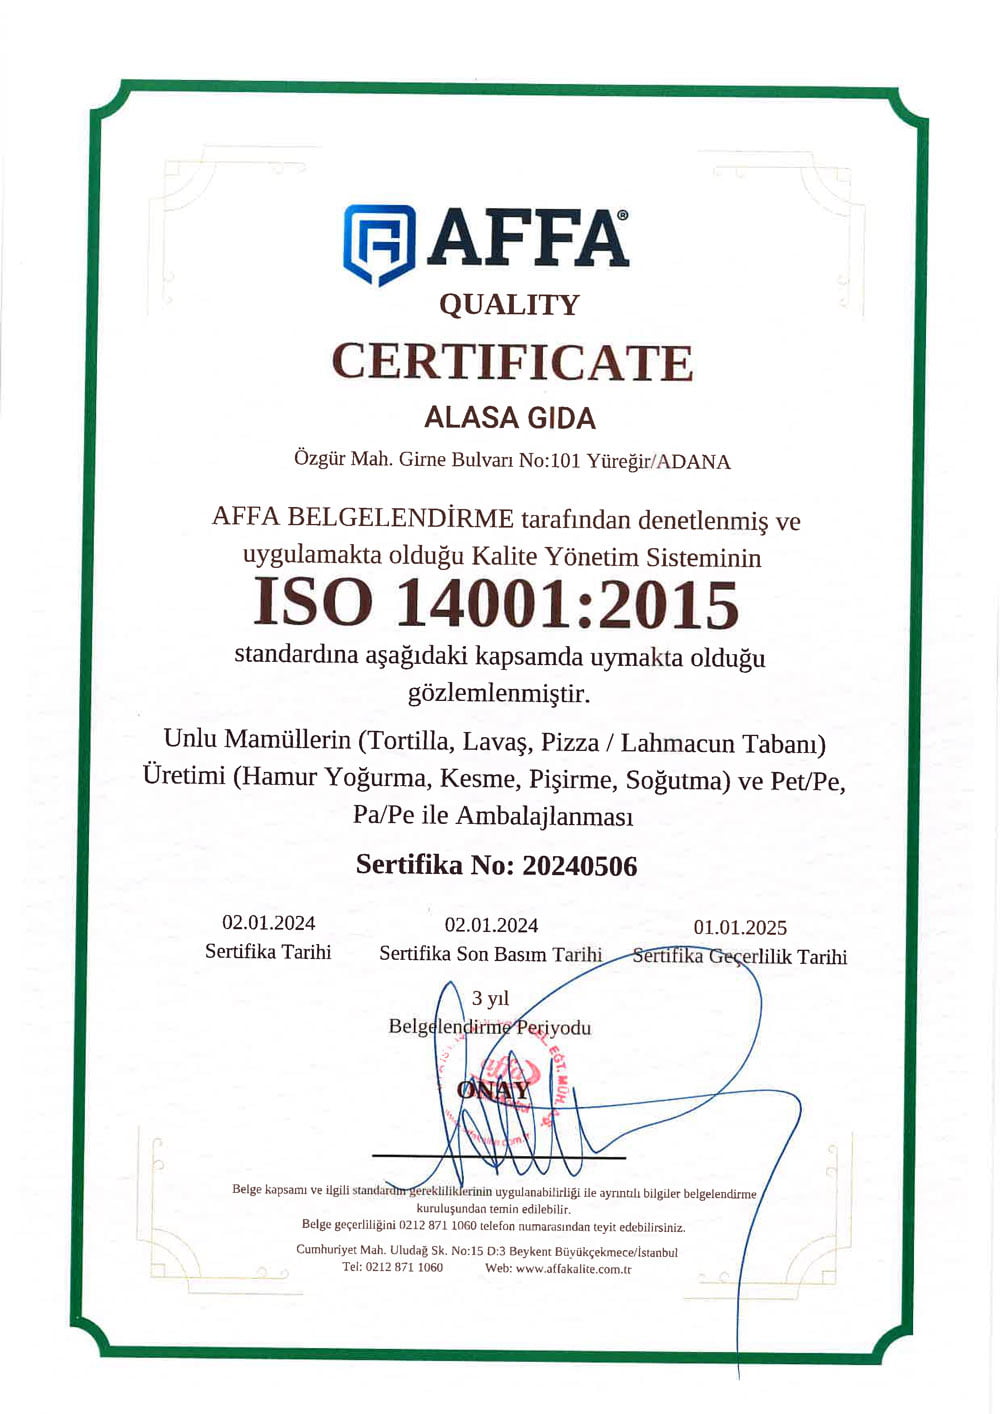 AFFA®
QUALITY
CERTIFICATE
ALASA GIDA
Özgür Mah. Girne Bulvarı No:101 Yüreğir/ADANA
AFFA BELGELENDİRME tarafından denetlenmiş ve
uygulamakta olduğu Kalite Yönetim Sisteminin
ISO 14001:2015
standardına aşağıdaki kapsamda uymakta olduğu
gözlemlenmiştir.
Unlu Mamüllerin (Tortilla, Lavaş, Pizza / Lahmacun Tabanı)
Üretimi (Hamur Yoğurma, Kesme, Pişirme, Soğutma) ve Pet/Pe,
Pa/Pe ile Ambalajlanması
Sertifika No: 20240506
02.01.2024 02.01.2024 01.01.2025
Sertifika Tarihi Sertifika Son Basım Tarihi Sertifika Geçerlilik Tarihi
3 yıl
Belgelendirme Periyodu
EĞT. MÜH.
ONAY
Belge kapsamı ve ilgili standardın gerekliliklerinin uygulanabilirliği ile ayrıntılı bilgiler belgelendirme
kuruluşundan temin edilebilir.
Belge geçerliliğini 0212 871 1060 telefon numarasından teyit edebilirsiniz.
Cumhuriyet Mah. Uludağ Sk. No:15 D:3 Beykent Büyükçekmece/İstanbul
Tel: 0212 871 1060 Web: www.affakalite.com.tr